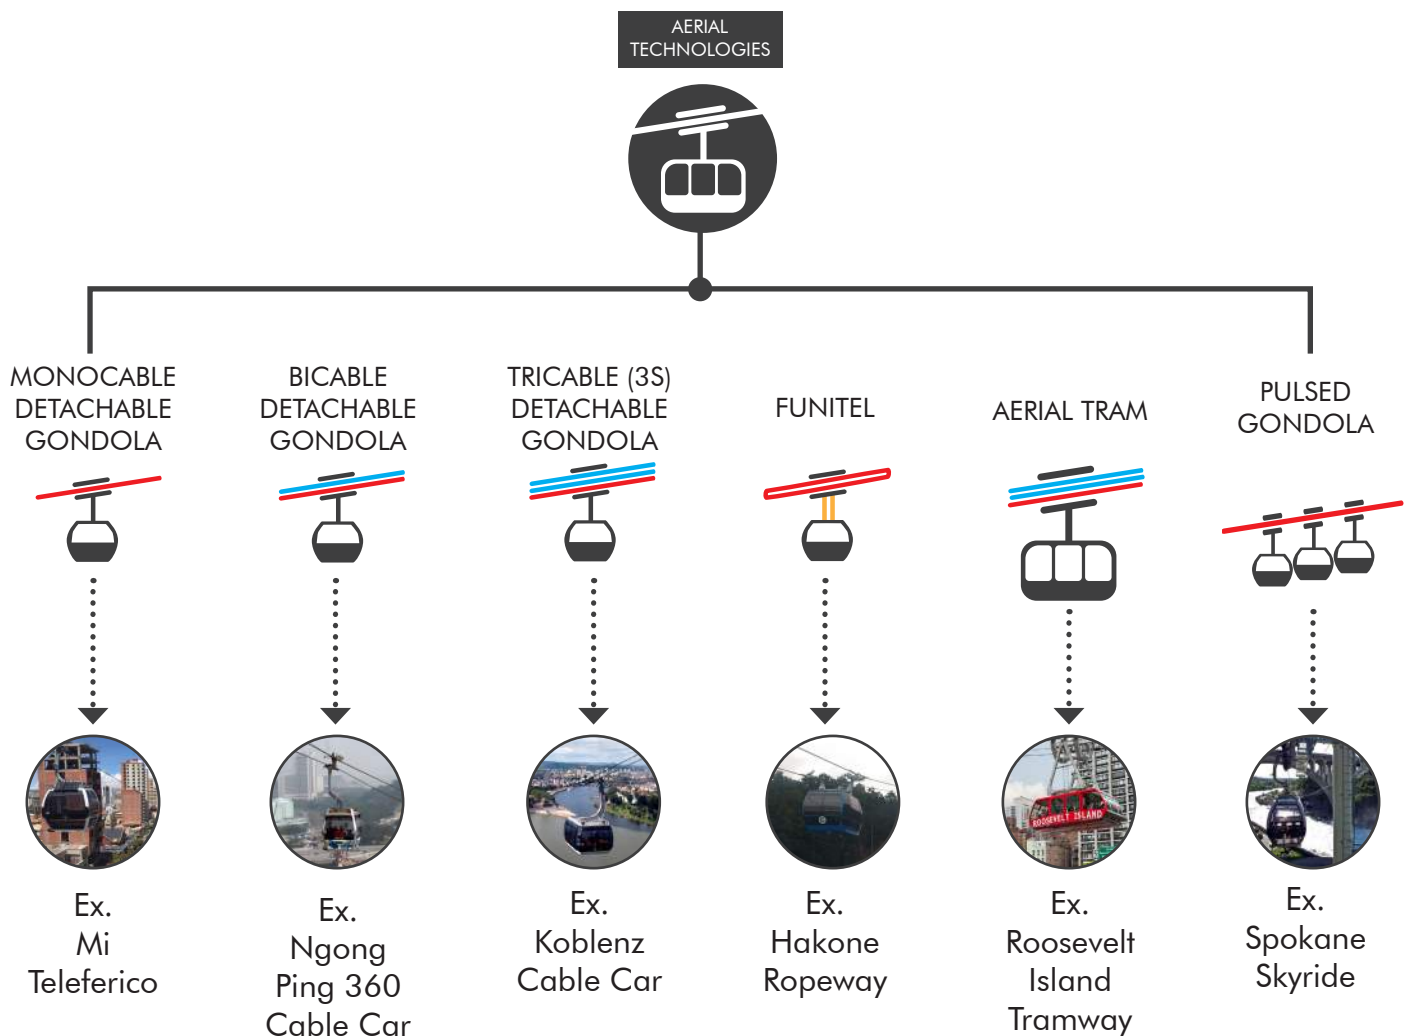 AERIAL
TECHNOLOGIES
MONOCABLE
DETACHABLE
GONDOLA
BICABLE
DETACHABLE
GONDOLA
TRICABLE (3S)
DETACHABLE
GONDOLA
FUNITEL
AERIAL TRAM
PULSED
GONDOLA
ROOSEVELT ISLAND
Ex.
Mi
Teleferico
Ex.
Ngong
Ping 360
Cable Car
Ex.
Koblenz
Cable Car
Ex.
Hakone
Ropeway
Ex.
Roosevelt
Island
Tramway
Ex.
Spokane
Skyride